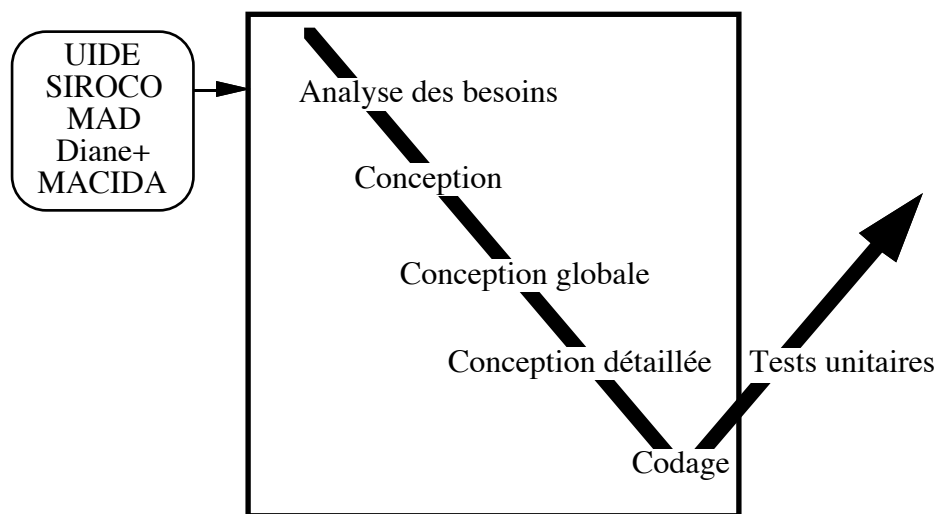 UIDE
SIROCO
MAD
Diane+
MACIDA
Analyse des besoins
Conception
Conception globale
Conception détaillée
Tests unitaires
Codage